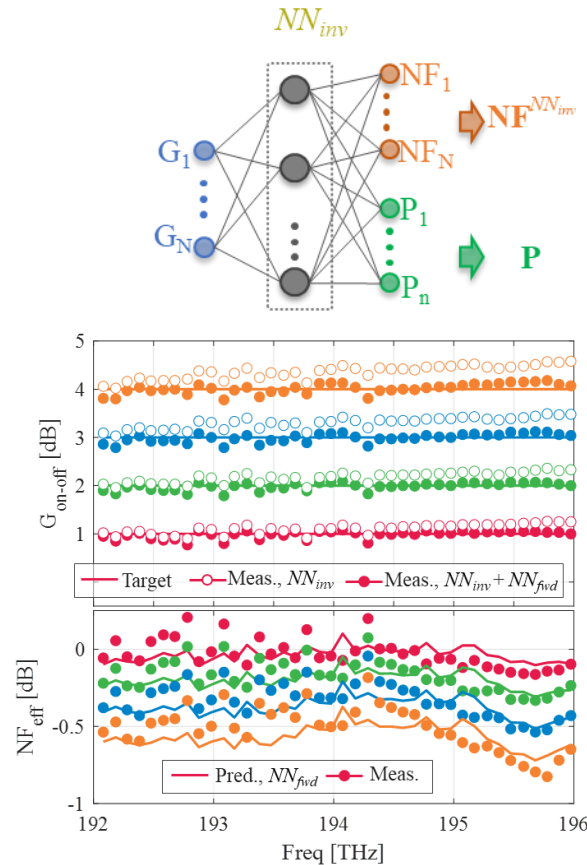 NN_inv
G_1
G_N
NF_1
NF_N
P_1
P_n
NF^{NN_inv}
P
5
4
3
2
1
G_on-off [dB]
Target Meas., NN_inv Meas., NN_inv + NN_fwd
0
-0.5
-1
NF_eff [dB]
Pred., NN_fwd Meas.
192 193 194 195 196
Freq [THz]